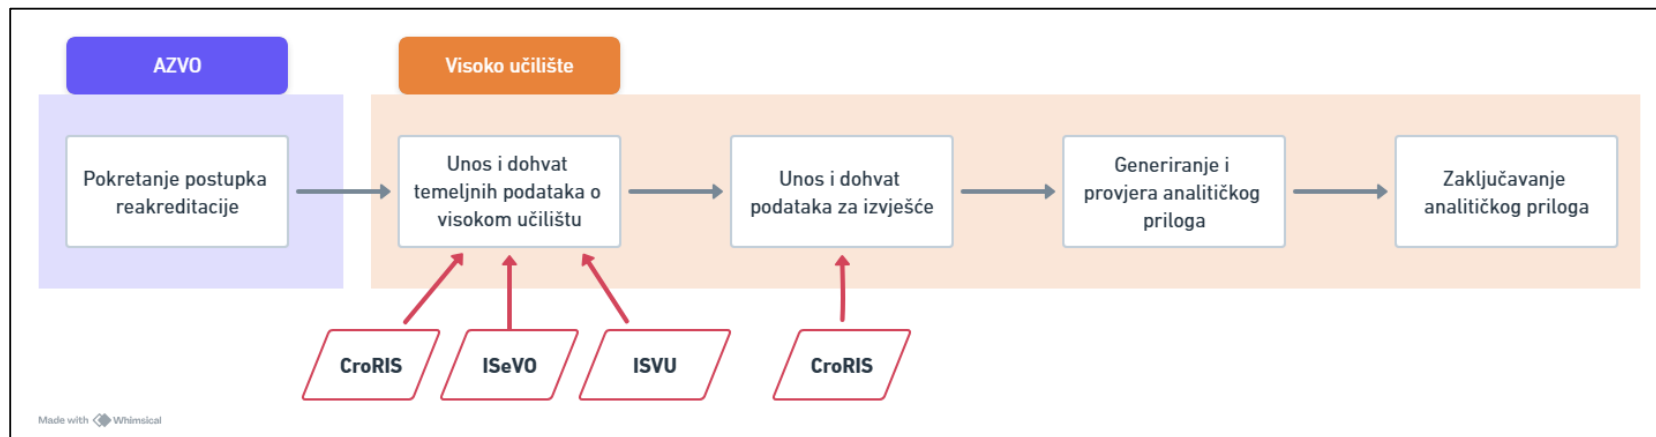 AZVO
Visoko učilište
Pokretanje postupka
reakreditacije
Unos i dohvat
temeljnih podataka o
visokom učilištu
Unos i dohvat
podataka za izvješće
Generiranje i
provjera analitičkog
priloga
Zaključavanje
analitičkog priloga
CroRIS
ISeVO
ISVU
CroRIS
Made with Whimsical